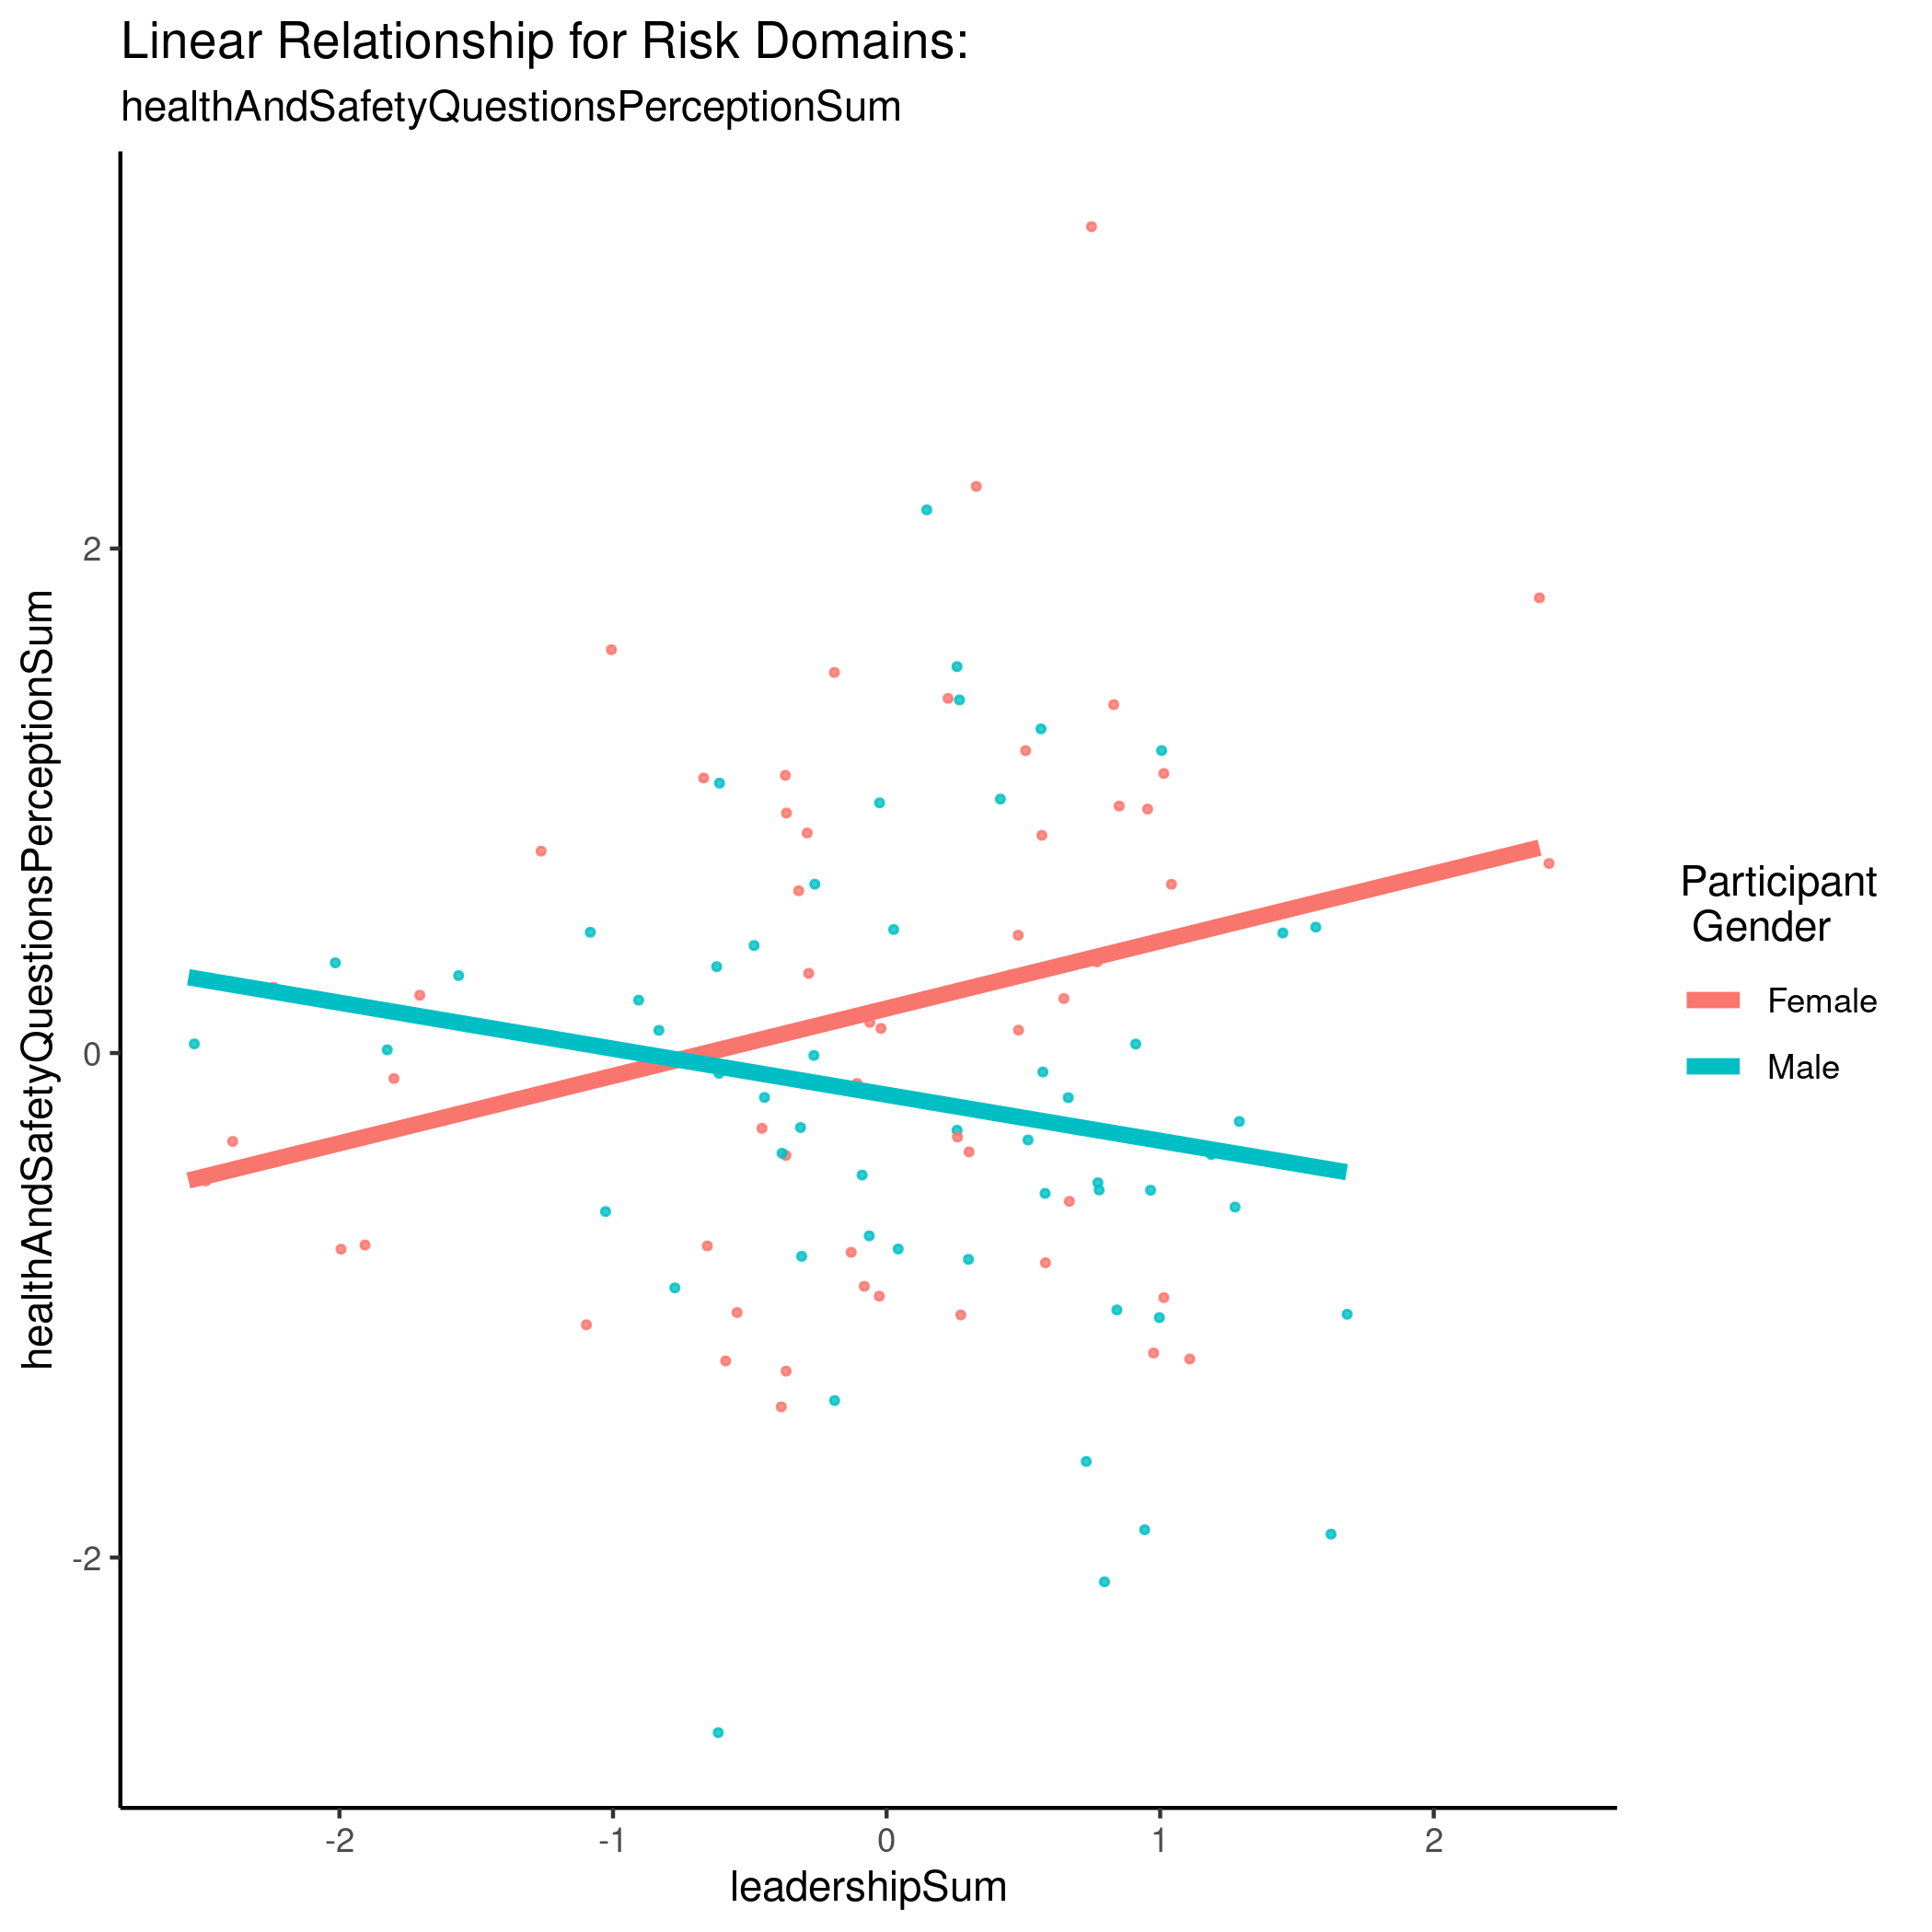 Linear Relationship for Risk Domains:
healthAndSafetyQuestionsPerceptionSum
healthAndSafetyQuestionsPerceptionSum
2
0
-2
-2
-1
0
1
2
leadershipSum
Participant
Gender
Female
Male